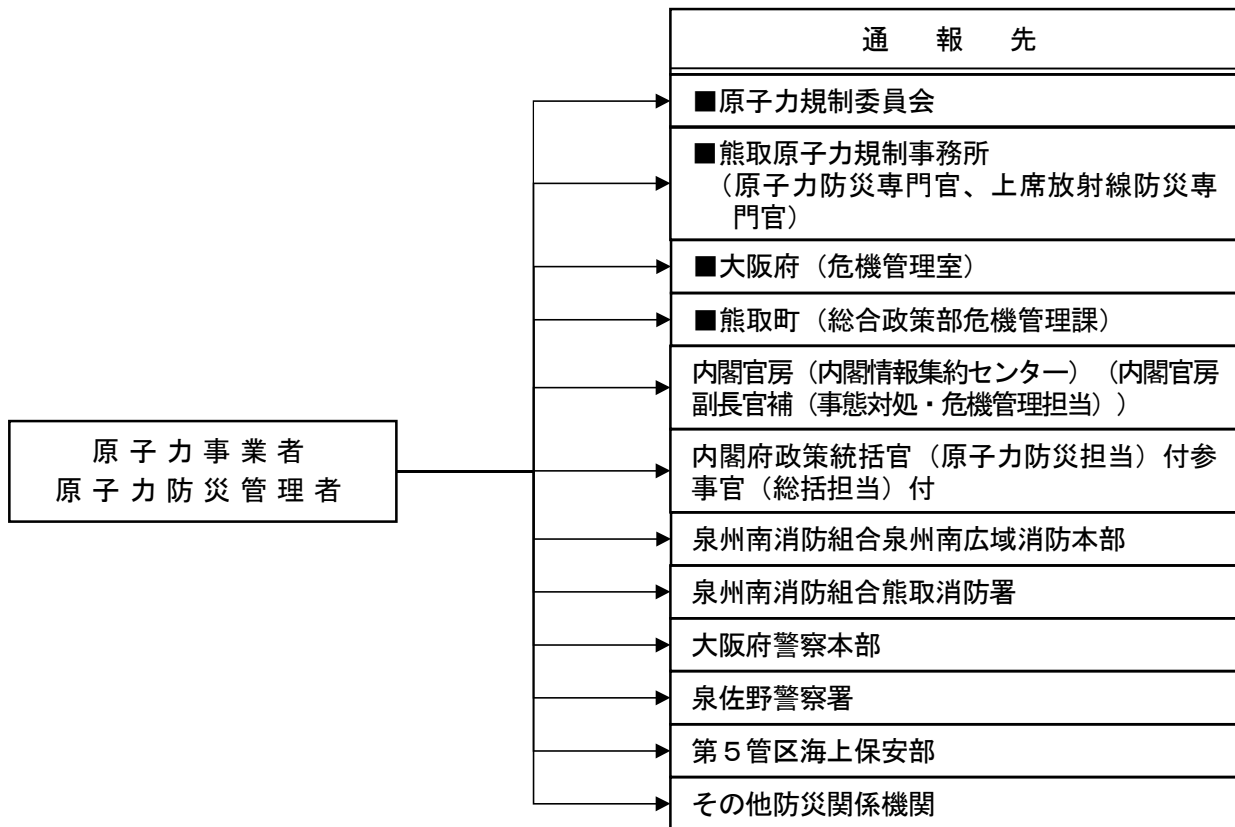 通 報 先
■原子力規制委員会
■熊取原子力規制事務所
（原子力防災専門官、上席放射線防災専
門官）
■大阪府（危機管理室）
■熊取町（総合政策部危機管理課）
内閣官房（内閣情報集約センター）（内閣官房
副長官補（事態対処・危機管理担当））
原子力事業者
原子力防災管理者
内閣府政策統括官（原子力防災担当）付参
事官（総括担当）付
泉州南消防組合泉州南広域消防本部
泉州南消防組合熊取消防署
大阪府警察本部
泉佐野警察署
第５管区海上保安部
その他防災関係機関